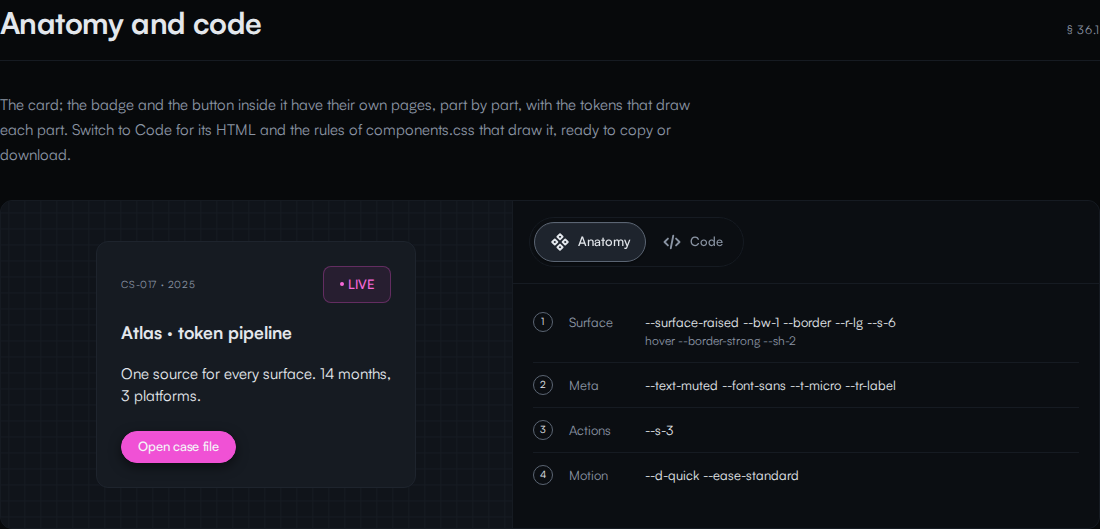 Anatomy and code
§ 36.1
The card; the badge and the button inside it have their own pages, part by part, with the tokens that draw
each part. Switch to Code for its HTML and the rules of components.css that draw it, ready to copy or
download.
CS-017 · 2025
• LIVE
Atlas · token pipeline
One source for every surface. 14 months,
3 platforms.
Open case file
Anatomy
Code
1 Surface --surface-raised --bw-1 --border --r-lg --s-6
hover --border-strong --sh-2
2 Meta --text-muted --font-sans --t-micro --tr-label
3 Actions --s-3
4 Motion --d-quick --ease-standard